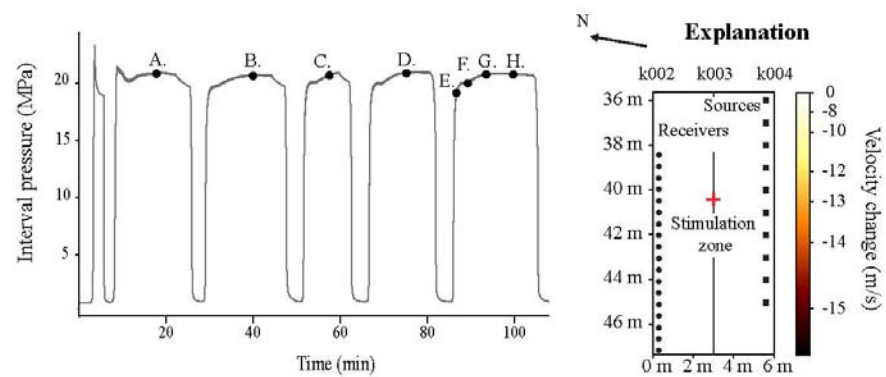 Interval pressure (MPa)
20
15
10
5
A.
B.
C.
D.
E.
F.
G.
H.
20
40
60
80
100
Time (min)
N
Explanation
k002
k003
k004
36 m
38 m
40 m
42 m
44 m
46 m
Sources
Receivers
Stimulation
zone
0 m
2 m
4 m
6 m
0
-8
-10
-12
-13
-14
-15
Velocity change (m/s)